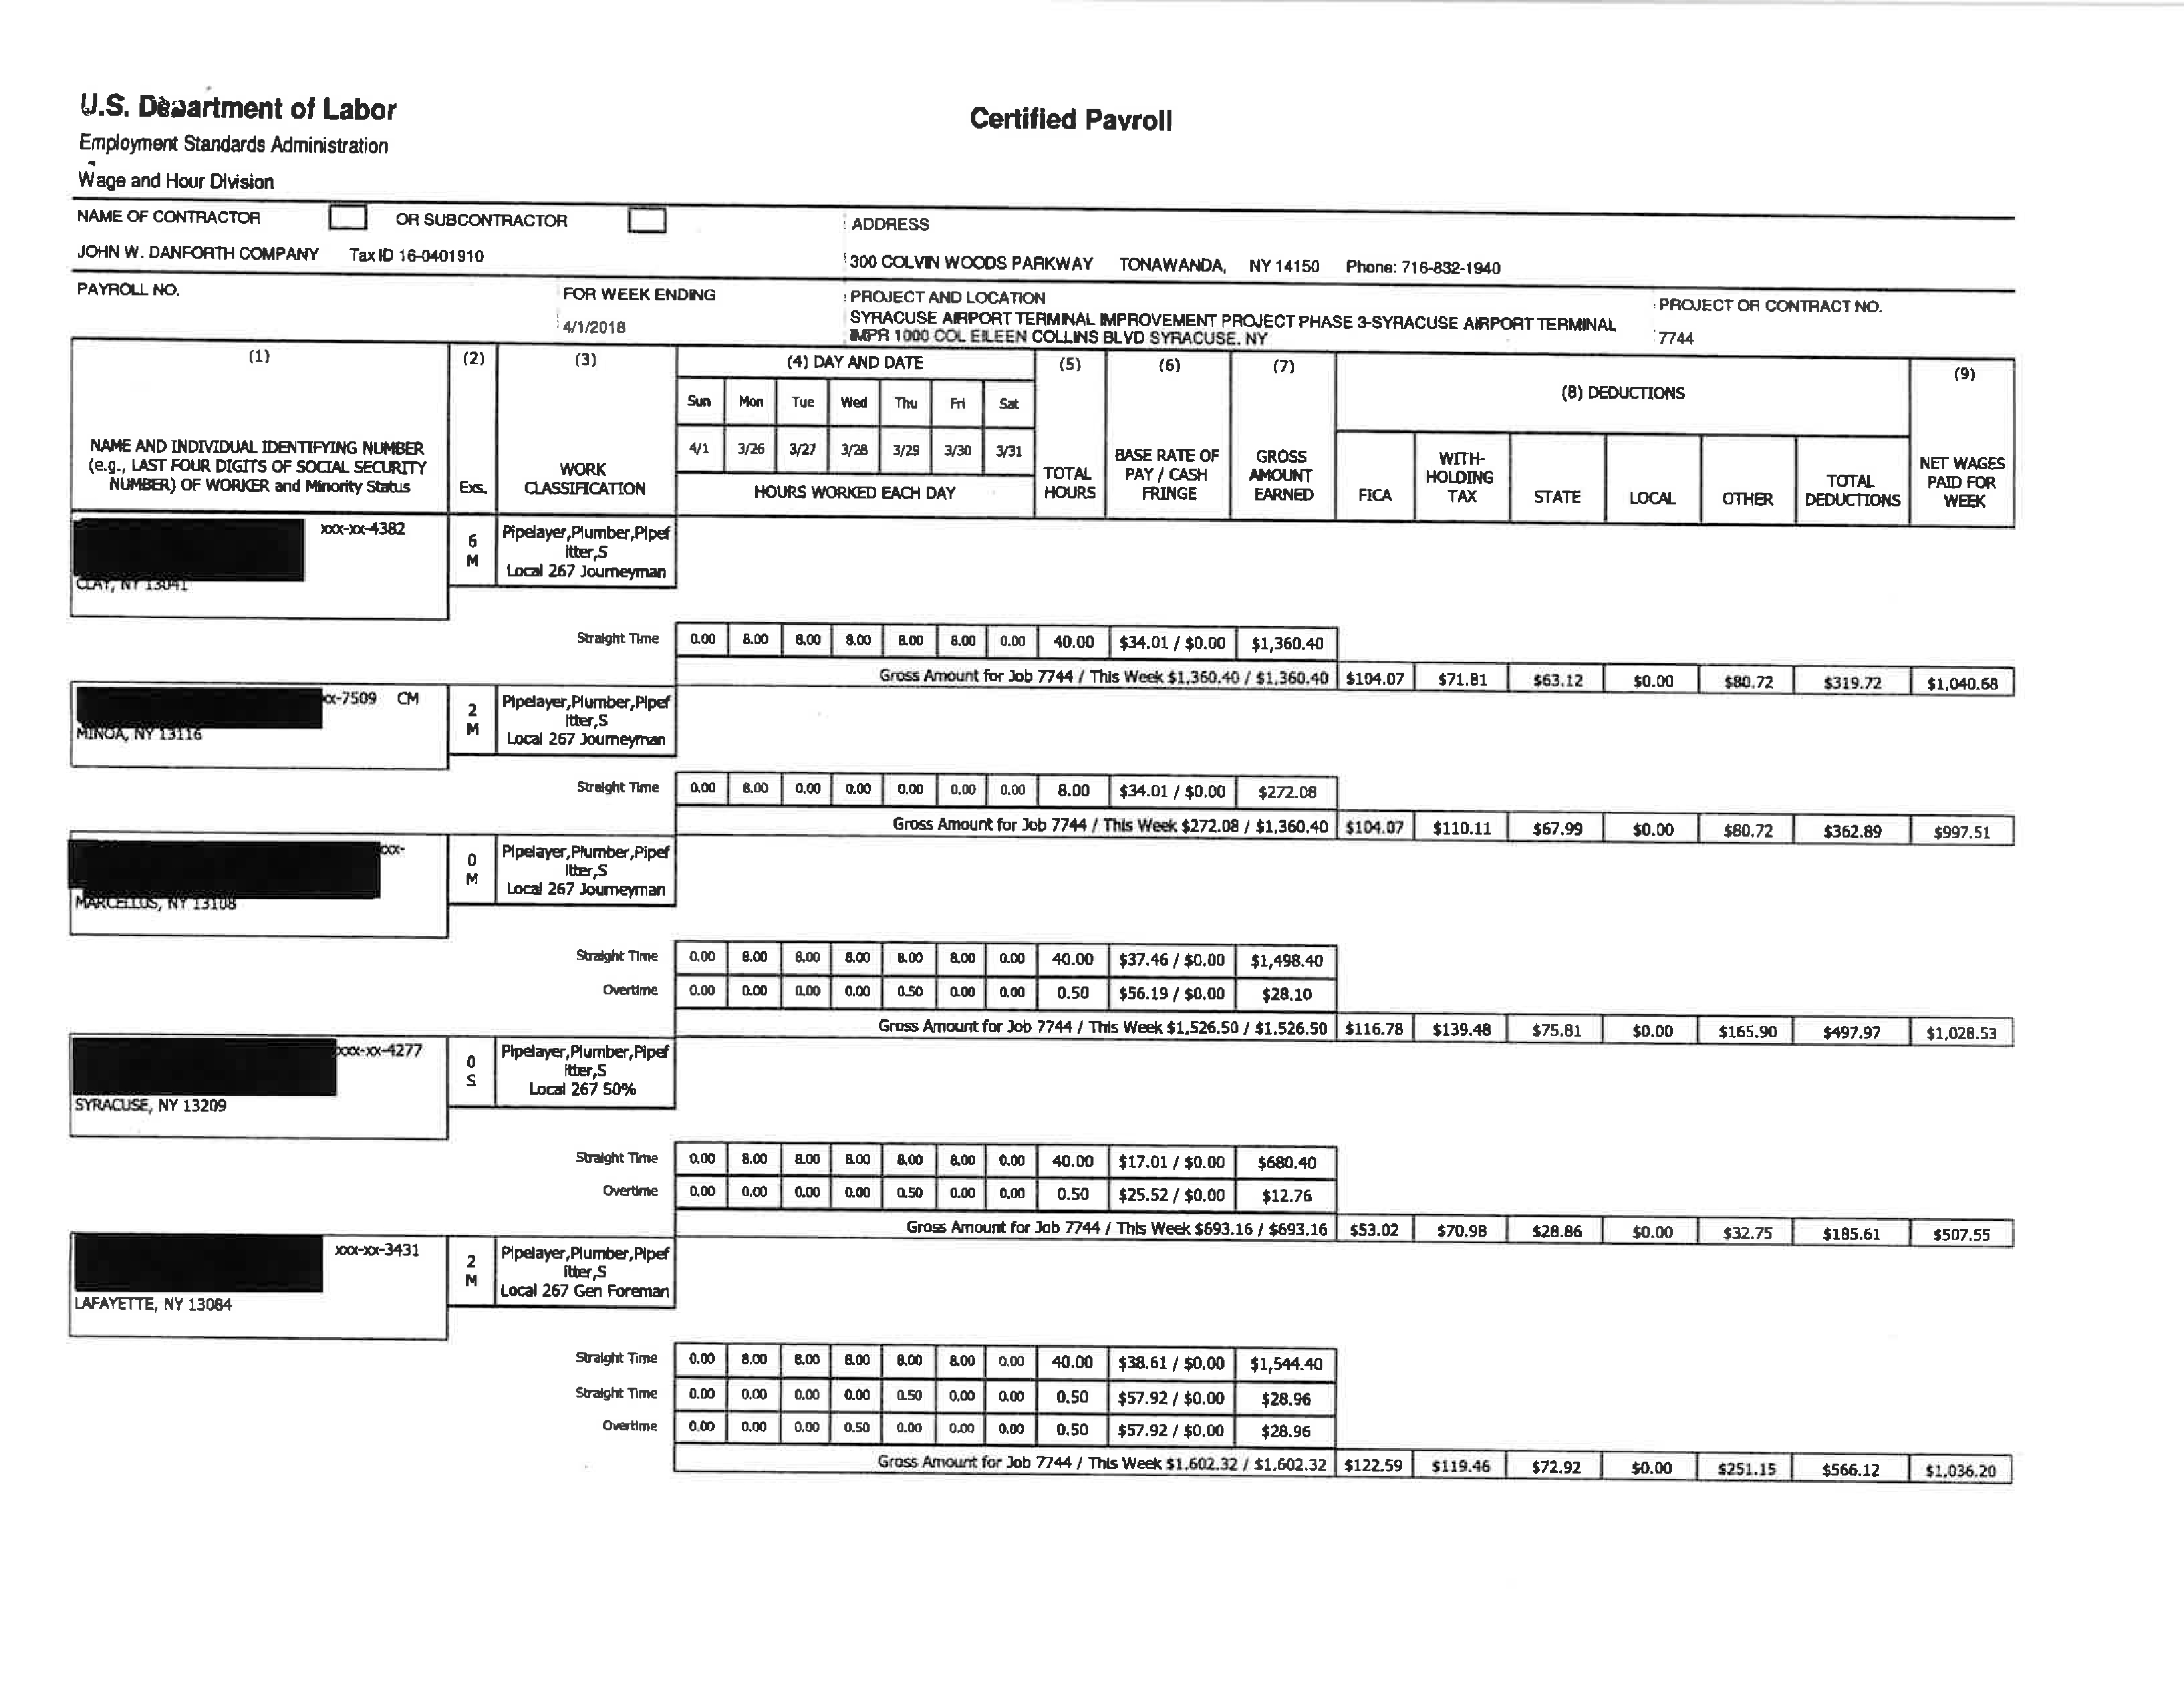 U.S. Department of Labor
Certified Payroll
Employment Standards Administration
Wage and Hour Division
NAME OF CONTRACTOR OR SUBCONTRACTOR ADDRESS
JOHN W. DANFORTH COMPANY Tax ID 16-0401910 300 COLVIN WOODS PARKWAY TONAWANDA, NY 14150 Phone: 716-832-1940
PAYROLL NO. FOR WEEK ENDING PROJECT AND LOCATION PROJECT OR CONTRACT NO.
4/1/2018 SYRACUSE AIRPORT TERMINAL IMPROVEMENT PROJECT PHASE 3-SYRACUSE AIRPORT TERMINAL
IMPR 1000 COL EILEEN COLLINS BLVD SYRACUSE, NY 7744
(1) (2) (3) (4) DAY AND DATE (5) (6) (7) (8) DEDUCTIONS (9)
Sun Mon Tue Wed Thu Fri Sat
4/1 3/26 3/27 3/28 3/29 3/30 3/31
HOURS WORKED EACH DAY
NAME AND INDIVIDUAL IDENTIFYING NUMBER
(e.g., LAST FOUR DIGITS OF SOCIAL SECURITY
NUMBER) OF WORKER and Minority Status
Exs.
WORK
CLASSIFICATION
TOTAL
HOURS
BASE RATE OF
PAY / CASH
FRINGE
GROSS
AMOUNT
EARNED
FICA
WITH-
HOLDING
TAX
STATE
LOCAL
OTHER
TOTAL
DEDUCTIONS
NET WAGES
PAID FOR
WEEK
xxx-xx-4382
CLAY, NY 13041
6
M
Pipelayer,Plumber,Pipef
itter,S
Local 267 Journeyman
Straight Time 0.00 8.00 8.00 8.00 8.00 8.00 0.00 40.00 $34.01 / $0.00 $1,360.40
Gross Amount for Job 7744 / This Week $1,360.40 / $1,360.40 $104.07 $71.81 $63.12 $0.00 $80.72 $319.72 $1,040.68
xx-7509 CM
MINOA, NY 13116
2
M
Pipelayer,Plumber,Pipef
itter,S
Local 267 Journeyman
Straight Time 0.00 8.00 0.00 0.00 0.00 0.00 0.00 8.00 $34.01 / $0.00 $272.08
Gross Amount for Job 7744 / This Week $272.08 / $1,360.40 $104.07 $110.11 $67.99 $0.00 $80.72 $362.89 $997.51
xxx-
MARCELLUS, NY 13108
0
M
Pipelayer,Plumber,Pipef
itter,S
Local 267 Journeyman
Straight Time 0.00 8.00 8.00 8.00 8.00 8.00 0.00 40.00 $37.46 / $0.00 $1,498.40
Overtime 0.00 0.00 0.00 0.00 0.50 0.00 0.00 0.50 $56.19 / $0.00 $28.10
Gross Amount for Job 7744 / This Week $1,526.50 / $1,526.50 $116.78 $139.48 $75.81 $0.00 $165.90 $497.97 $1,028.53
xxx-xx-4277
SYRACUSE, NY 13209
0
S
Pipelayer,Plumber,Pipef
itter,S
Local 267 50%
Straight Time 0.00 8.00 8.00 8.00 8.00 8.00 0.00 40.00 $17.01 / $0.00 $680.40
Overtime 0.00 0.00 0.00 0.00 0.50 0.00 0.00 0.50 $25.52 / $0.00 $12.76
Gross Amount for Job 7744 / This Week $693.16 / $693.16 $53.02 $70.98 $28.86 $0.00 $32.75 $185.61 $507.55
xxx-xx-3431
LAFAYETTE, NY 13084
2
M
Pipelayer,Plumber,Pipef
itter,S
Local 267 Gen Foreman
Straight Time 0.00 8.00 8.00 8.00 8.00 8.00 0.00 40.00 $38.61 / $0.00 $1,544.40
Straight Time 0.00 0.00 0.00 0.00 0.50 0.00 0.00 0.50 $57.92 / $0.00 $28.96
Overtime 0.00 0.00 0.00 0.50 0.00 0.00 0.00 0.50 $57.92 / $0.00 $28.96
Gross Amount for Job 7744 / This Week $1,602.32 / $1,602.32 $122.59 $119.46 $72.92 $0.00 $251.15 $566.12 $1,036.20